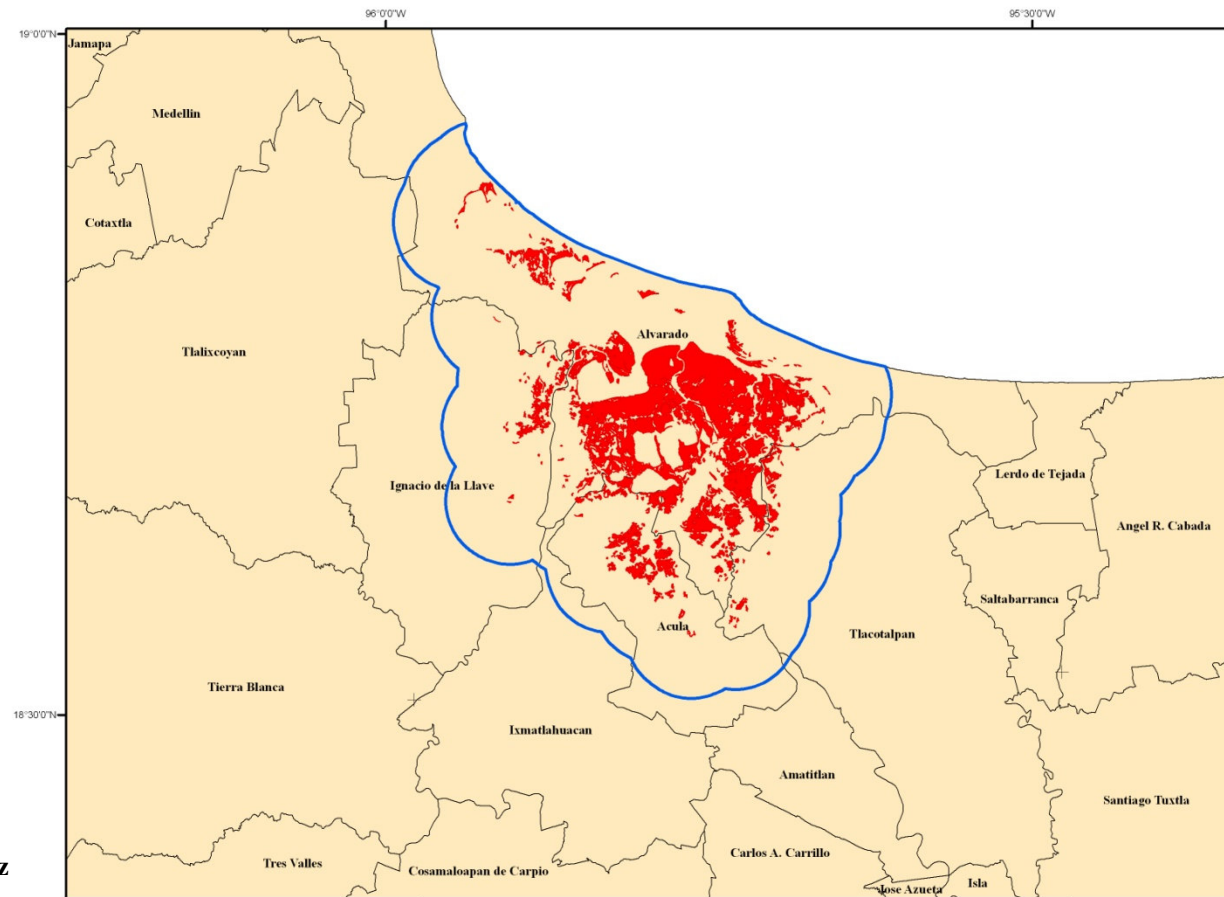 96°0'0"W
95°30'0"W
19°0'0"N
Jamapa
Medellín
Cotaxtla
Tlalixcoyan
Alvarado
Ignacio de la Llave
Lerdo de Tejada
Angel R. Cabada
Saltabarranca
Acula
Tlacotalpan
Tierra Blanca
18°30'0"N
Ixmatlahuacan
Amatitlan
Santiago Tuxtla
Carlos A. Carrillo
Tres Valles
Cosamaloapan de Carpio
Isla
Jose Azueta
z